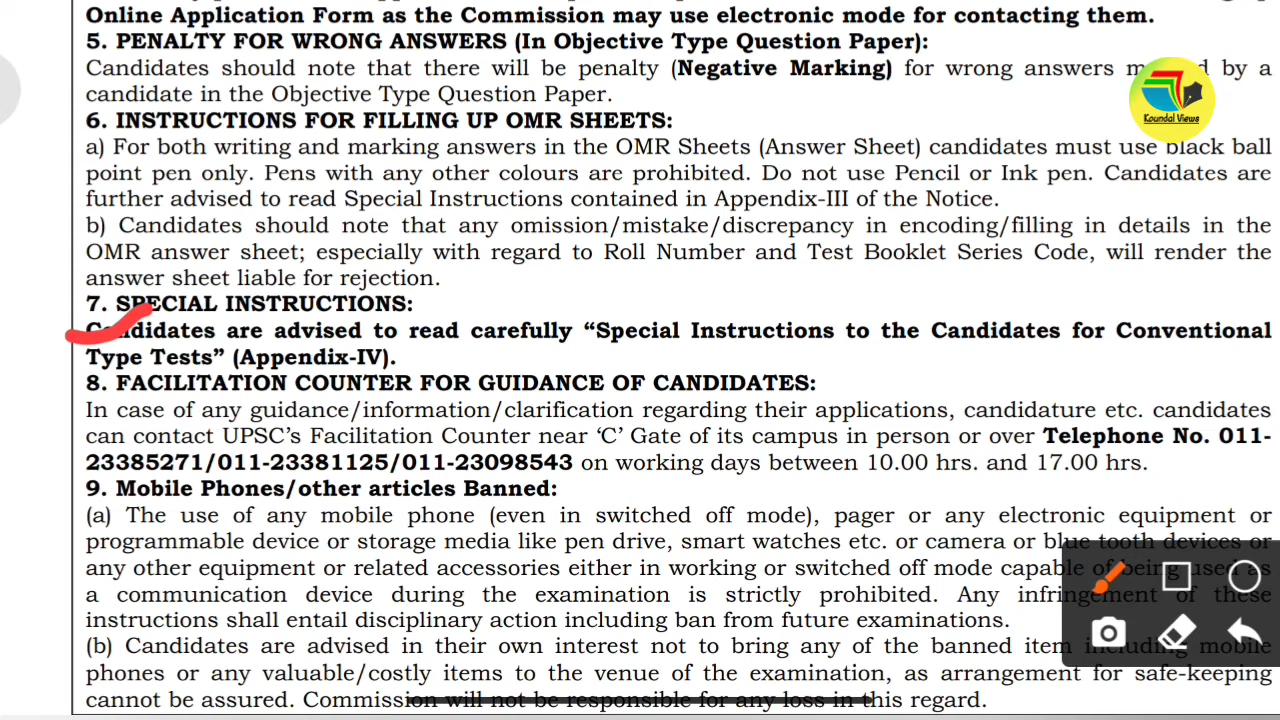 Online Application Form as the Commission may use electronic mode for contacting them.
5. PENALTY FOR WRONG ANSWERS (In Objective Type Question Paper):
Candidates should note that there will be penalty (Negative Marking) for wrong answers by a
candidate in the Objective Type Question Paper.
6. INSTRUCTIONS FOR FILLING UP OMR SHEETS:
a) For both writing and marking answers in the OMR Sheets (Answer Sheet) candidates must use black ball
point pen only. Pens with any other colours are prohibited. Do not use Pencil or Ink pen. Candidates are
further advised to read Special Instructions contained in Appendix-III of the Notice.
b) Candidates should note that any omission/mistake/discrepancy in encoding/filling in details in the
OMR answer sheet; especially with regard to Roll Number and Test Booklet Series Code, will render the
answer sheet liable for rejection.
7. SPECIAL INSTRUCTIONS:
Candidates are advised to read carefully “Special Instructions to the Candidates for Conventional
Type Tests” (Appendix-IV).
8. FACILITATION COUNTER FOR GUIDANCE OF CANDIDATES:
In case of any guidance/information/clarification regarding their applications, candidature etc. candidates
can contact UPSC’s Facilitation Counter near ‘C’ Gate of its campus in person or over Telephone No. 011-
23385271/011-23381125/011-23098543 on working days between 10.00 hrs. and 17.00 hrs.
9. Mobile Phones/other articles Banned:
(a) The use of any mobile phone (even in switched off mode), pager or any electronic equipment or
programmable device or storage media like pen drive, smart watches etc. or camera or blue tooth devices or
any other equipment or related accessories either in working or switched off mode capable of being used as
a communication device during the examination is strictly prohibited. Any infringement of these
instructions shall entail disciplinary action including ban from future examinations.
(b) Candidates are advised in their own interest not to bring any of the banned item including mobile
phones or any valuable/costly items to the venue of the examination, as arrangement for safe-keeping
cannot be assured. Commission will not be responsible for any loss in this regard.
Koundal Views